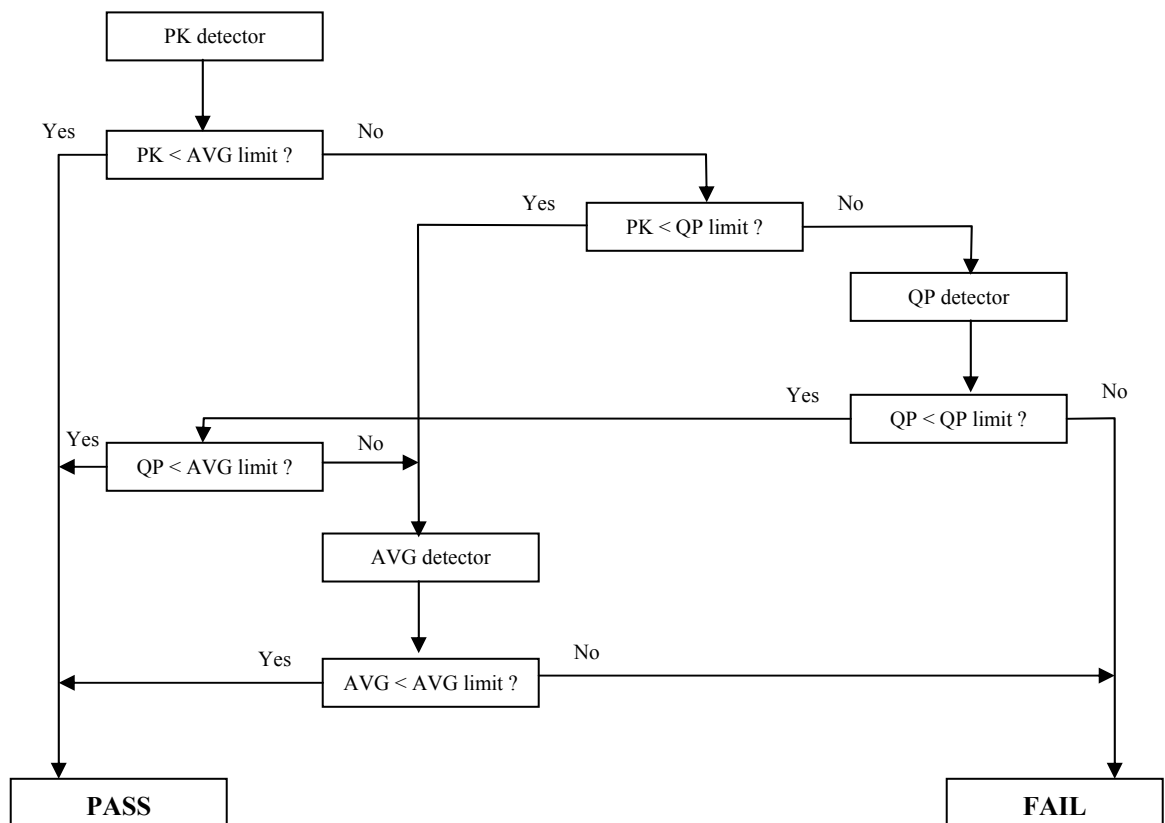 PK detector
Yes
No
PK < AVG limit ?
Yes
No
PK < QP limit ?
QP detector
Yes
No
QP < QP limit ?
Yes
No
QP < AVG limit ?
AVG detector
Yes
No
AVG < AVG limit ?
PASS
FAIL